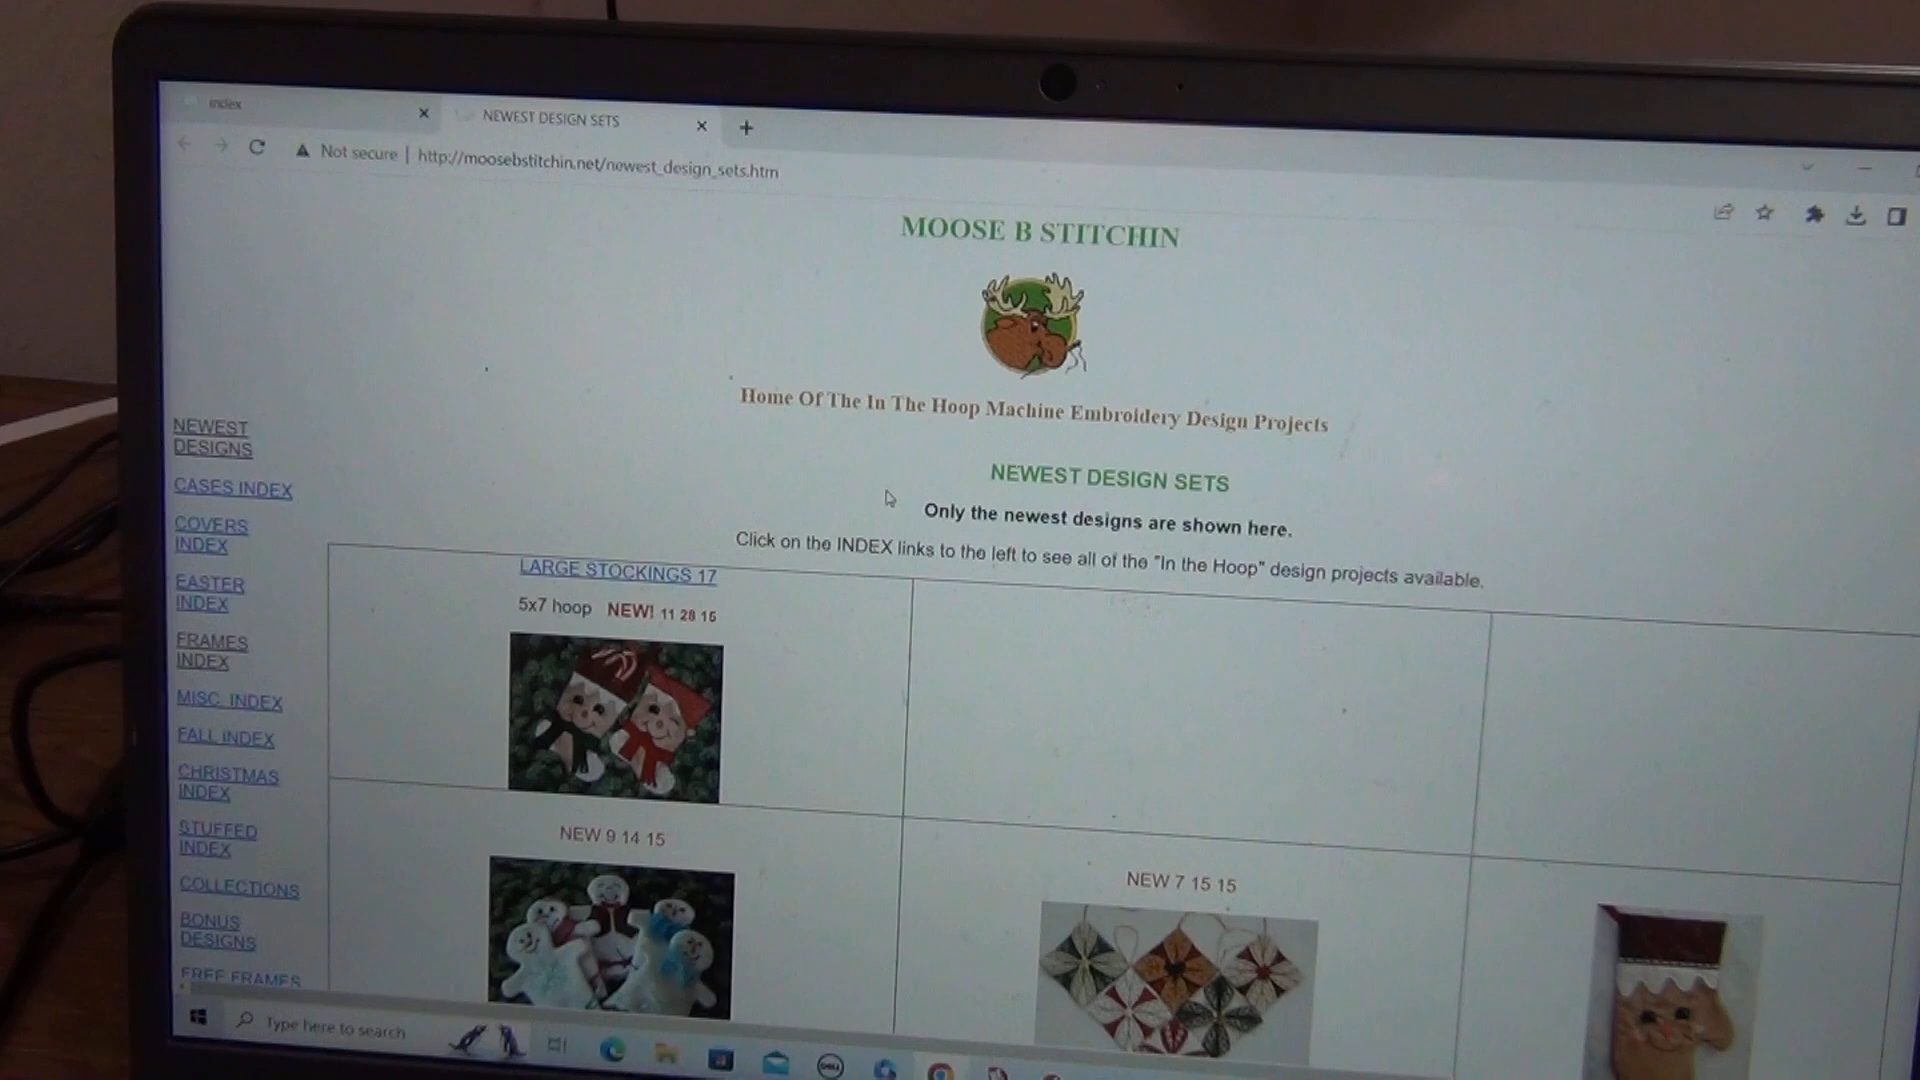 index
NEWEST DESIGN SETS
Not secure | http://moosebstitchin.net/newest_design_sets.htm
MOOSE B STITCHIN
Home Of The In The Hoop Machine Embroidery Design Projects
NEWEST DESIGN SETS
Only the newest designs are shown here.
Click on the INDEX links to the left to see all of the "In the Hoop" design projects available.
NEWEST
DESIGNS
CASES INDEX
COVERS
INDEX
EASTER
INDEX
FRAMES
INDEX
MISC. INDEX
FALL INDEX
CHRISTMAS
INDEX
STUFFED
INDEX
COLLECTIONS
BONUS
DESIGNS
FREE FRAMES
LARGE STOCKINGS 17
5x7 hoop NEW! 11 28 15
NEW 9 14 15
NEW 7 15 15
Type here to search
DELL